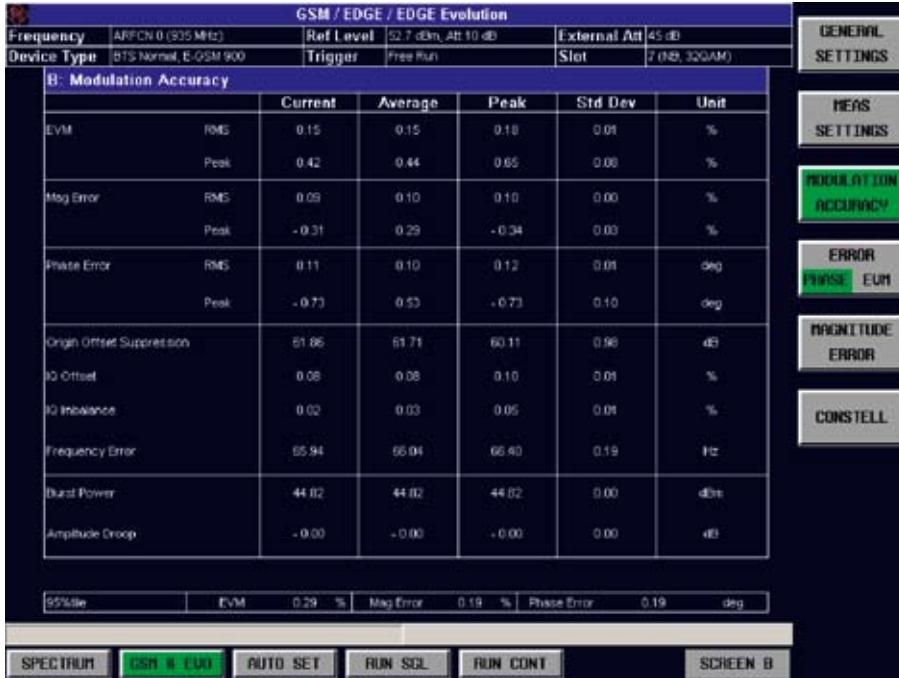 GSM / EDGE / EDGE Evolution
Frequency ARFCN 0 (935 MHz) Ref Level 52.7 dBm, Att 10 dB External Att 45 dB
Device Type BTS Normal, E-GSM 900 Trigger Free Run Slot 7 (NB, 32QAM)
B: Modulation Accuracy
Current Average Peak Std Dev Unit
EVM RMS 0.15 0.15 0.18 0.01 %
Peak 0.42 0.44 0.65 0.08 %
Mag Error RMS 0.09 0.10 0.10 0.00 %
Peak - 0.31 0.29 - 0.34 0.03 %
Phase Error RMS 0.11 0.10 0.12 0.01 deg
Peak - 0.73 0.53 - 0.73 0.10 deg
Origin Offset Suppression 61.86 61.71 60.11 0.98 dB
IQ Offset 0.08 0.08 0.10 0.01 %
IQ Imbalance 0.02 0.03 0.05 0.01 %
Frequency Error 65.94 66.04 66.40 0.19 Hz
Burst Power 44.82 44.82 44.82 0.00 dBm
Amplitude Droop - 0.00 - 0.00 - 0.00 0.00 dB
95%tile EVM 0.29 % Mag Error 0.19 % Phase Error 0.19 deg
GENERAL
SETTINGS
MEAS
SETTINGS
MODULATION
ACCURACY
ERROR
PHASE EVM
MAGNITUDE
ERROR
CONSTELL
SPECTRUM GSM & EVO AUTO SET RUN SGL RUN CONT SCREEN B